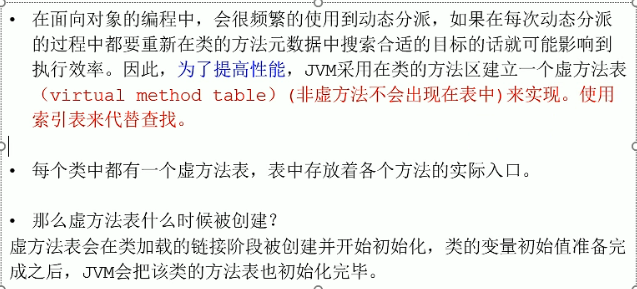 • 在面向对象的编程中，会很频繁的使用到动态分派，如果在每次动态分派
的过程中都要重新在类的方法元数据中搜索合适的目标的话就可能影响到
执行效率。因此，为了提高性能，JVM采用在类的方法区建立一个虚方法表
（virtual method table）(非虚方法不会出现在表中)来实现。使用
索引表来代替查找。
• 每个类中都有一个虚方法表，表中存放着各个方法的实际入口。
• 那么虚方法表什么时候被创建？
虚方法表会在类加载的链接阶段被创建并开始初始化，类的变量初始值准备完
成之后，JVM会把该类的方法表也初始化完毕。